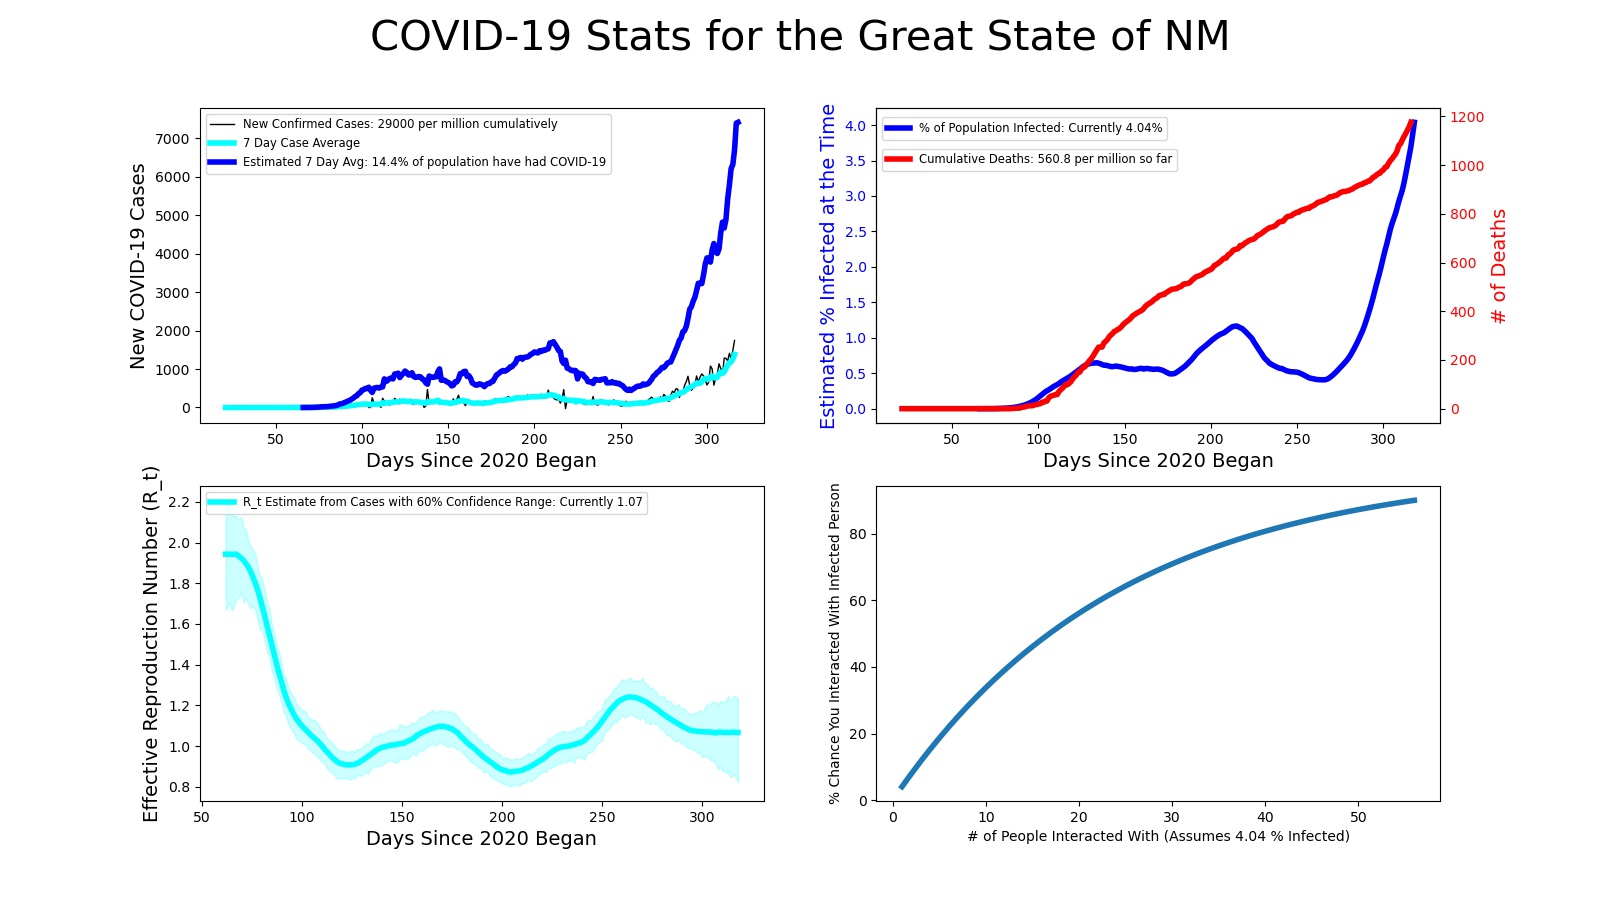 COVID-19 Stats for the Great State of NM
New COVID-19 Cases
7000
6000
5000
4000
3000
2000
1000
0
New Confirmed Cases: 29000 per million cumulatively
7 Day Case Average
Estimated 7 Day Avg: 14.4% of population have had COVID-19
50 100 150 200 250 300
Days Since 2020 Began
Estimated % Infected at the Time
4.0
3.5
3.0
2.5
2.0
1.5
1.0
0.5
0.0
% of Population Infected: Currently 4.04%
Cumulative Deaths: 560.8 per million so far
1200
1000
800
600
400
200
0
# of Deaths
50 100 150 200 250 300
Days Since 2020 Began
Effective Reproduction Number (R_t)
2.2
2.0
1.8
1.6
1.4
1.2
1.0
0.8
R_t Estimate from Cases with 60% Confidence Range: Currently 1.07
50 100 150 200 250 300
Days Since 2020 Began
% Chance You Interacted With Infected Person
80
60
40
20
0
0 10 20 30 40 50
# of People Interacted With (Assumes 4.04 % Infected)